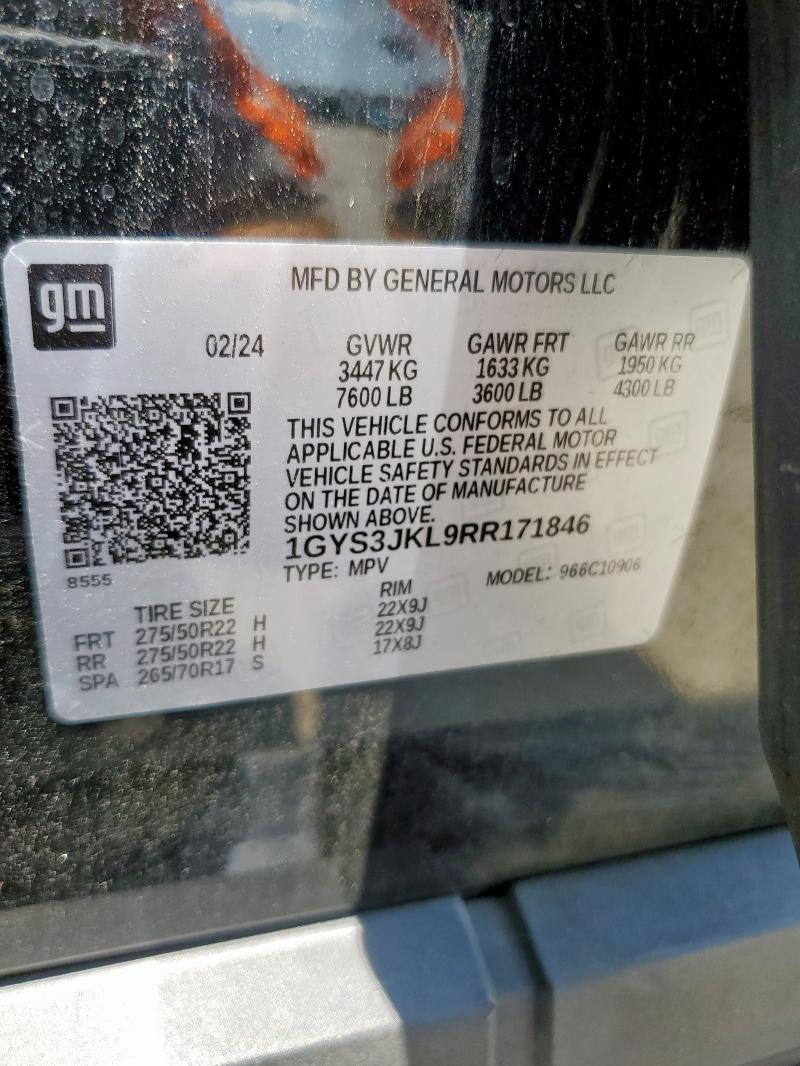 gm
MFD BY GENERAL MOTORS LLC
02/24 GVWR GAWR FRT GAWR RR
3447 KG 1633 KG 1950 KG
7600 LB 3600 LB 4300 LB
THIS VEHICLE CONFORMS TO ALL
APPLICABLE U.S. FEDERAL MOTOR
VEHICLE SAFETY STANDARDS IN EFFECT
ON THE DATE OF MANUFACTURE
SHOWN ABOVE.
1GYS3JKL9RR171846
8555
TYPE: MPV MODEL: 966C10906
TIRE SIZE RIM
FRT 275/50R22 H 22X9J
RR 275/50R22 H 22X9J
SPA 265/70R17 S 17X8J